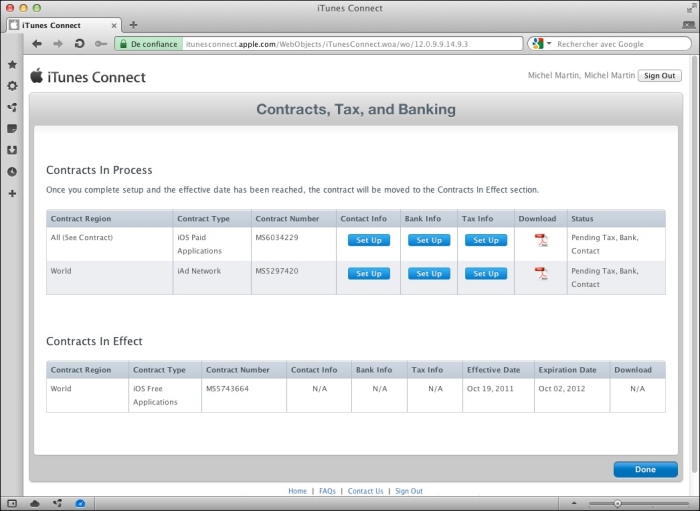 iTunes Connect
iTunes Connect
De confiance itunesconnect.apple.com/WebObjects/iTunesConnect.woa/wo/12.0.9.9.14.9.3 Rechercher avec Google
iTunes Connect
Michel Martin, Michel Martin Sign Out
Contracts, Tax, and Banking
Contracts In Process
Once you complete setup and the effective date has been reached, the contract will be moved to the Contracts In Effect section.
Contract Region Contract Type Contract Number Contact Info Bank Info Tax Info Download Status
All (See Contract) iOS Paid MS6034229 Set Up Set Up Set Up Pending Tax, Bank,
Applications Contact
World iAd Network MS5297420 Set Up Set Up Set Up Pending Tax, Bank,
Contact
Contracts In Effect
Contract Region Contract Type Contract Number Contact Info Bank Info Tax Info Effective Date Expiration Date Download
World iOS Free MS5743664 N/A N/A N/A Oct 19, 2011 Oct 02, 2012 N/A
Applications
Done
Home | FAQs | Contact Us | Sign Out